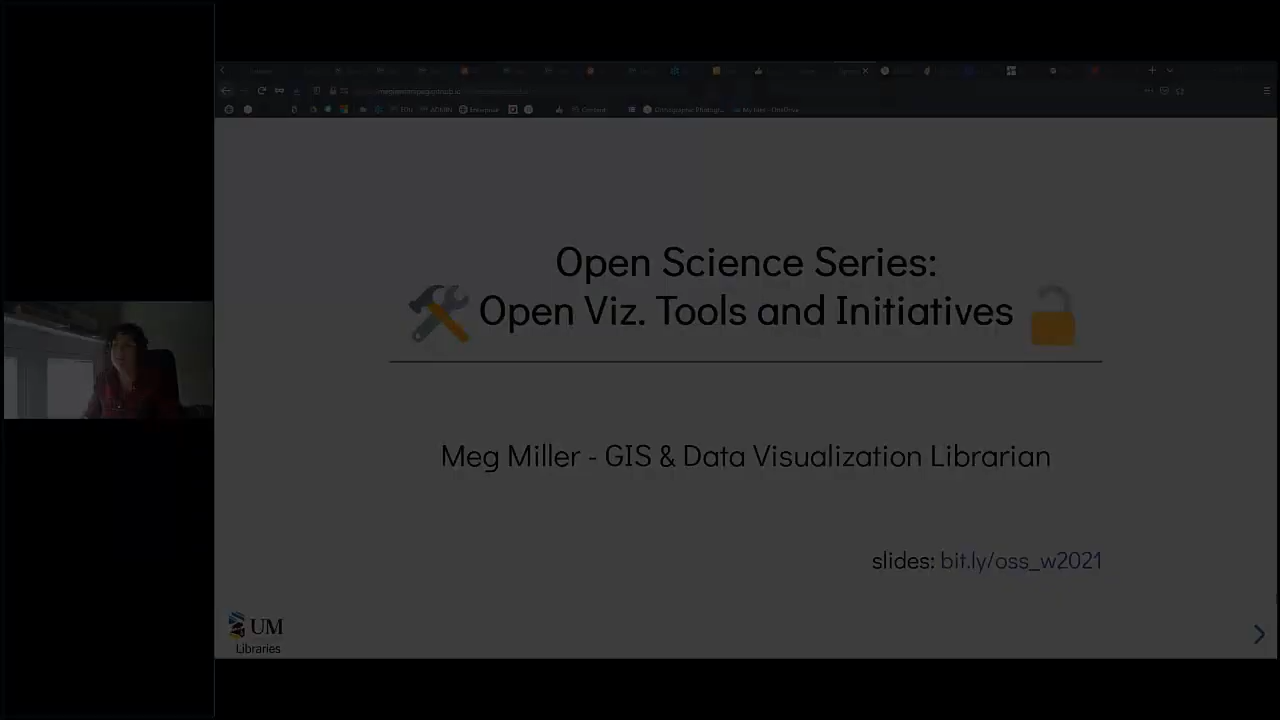 Open Science Series:
Open Viz. Tools and Initiatives
Meg Miller - GIS & Data Visualization Librarian
slides: bit.ly/oss_w2021
UM
Libraries